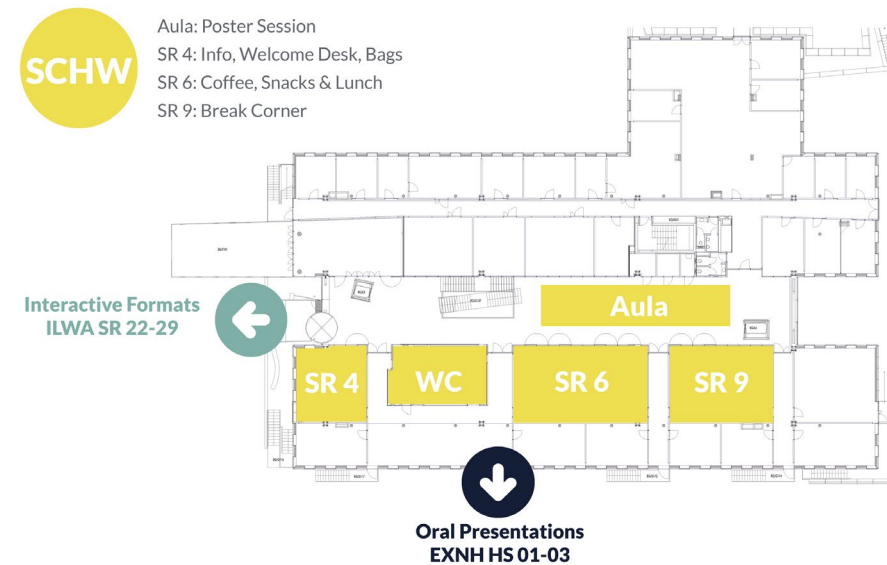 SCHW
Aula: Poster Session
SR 4: Info, Welcome Desk, Bags
SR 6: Coffee, Snacks & Lunch
SR 9: Break Corner
Interactive Formats
ILWA SR 22-29
Aula
SR 4
WC
SR 6
SR 9
Oral Presentations
EXNH HS 01-03